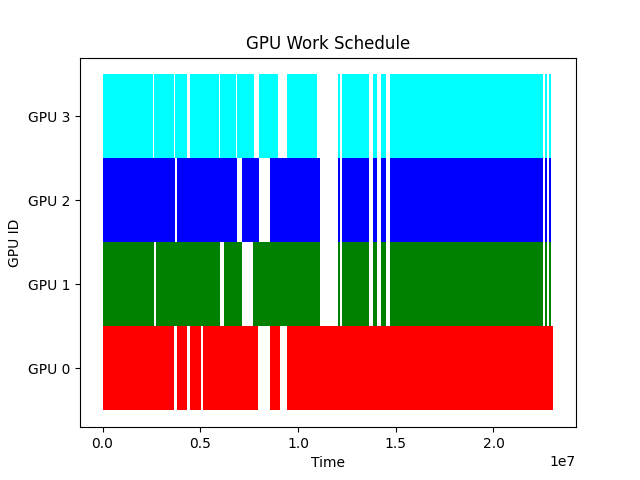 GPU Work Schedule
GPU 3
GPU 2
GPU 1
GPU 0
GPU ID
0.0 0.5 1.0 1.5 2.0
1e7
Time